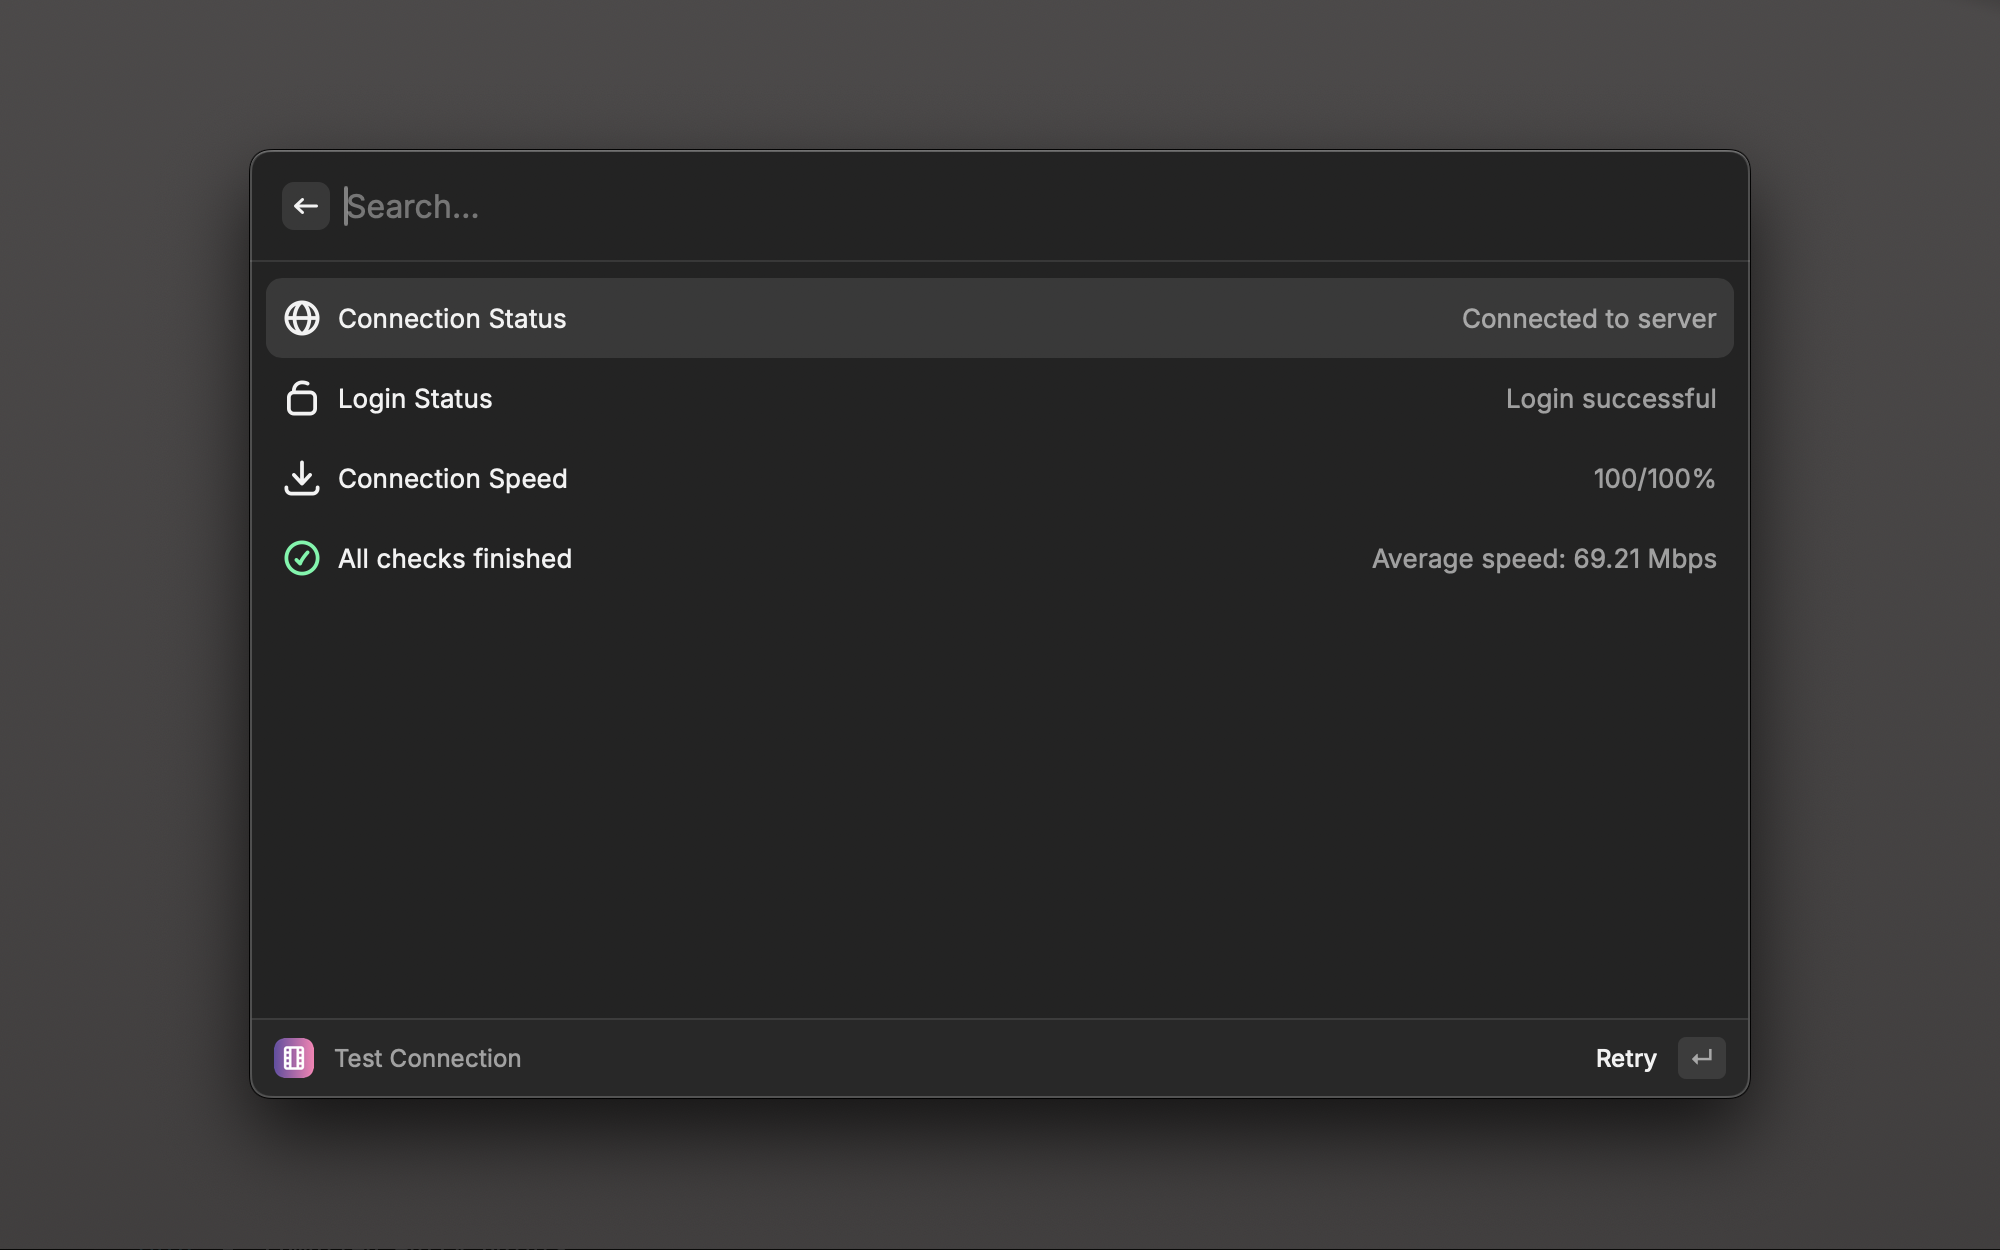 Search...
Connection Status Connected to server
Login Status Login successful
Connection Speed 100/100%
All checks finished Average speed: 69.21 Mbps
Test Connection Retry